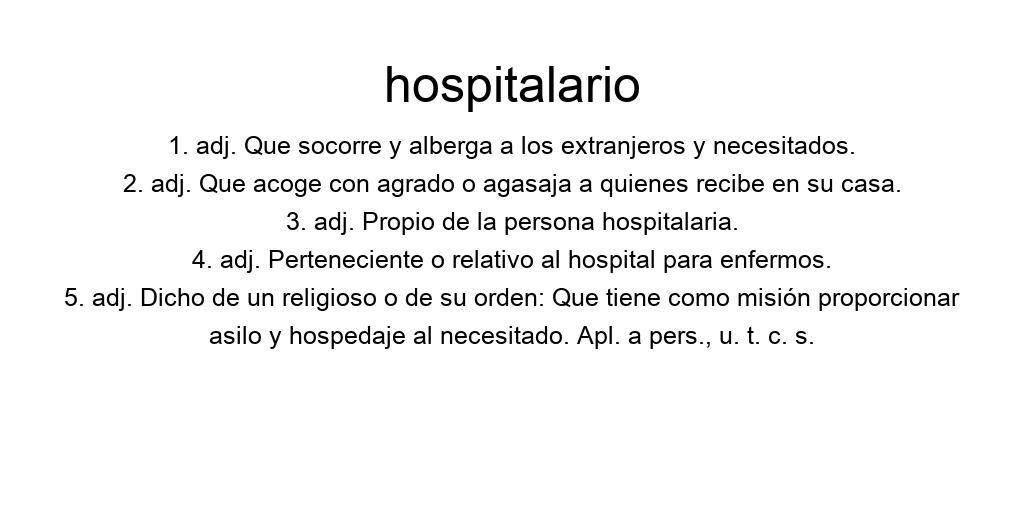 hospitalario
1. adj. Que socorre y alberga a los extranjeros y necesitados.
2. adj. Que acoge con agrado o agasaja a quienes recibe en su casa.
3. adj. Propio de la persona hospitalaria.
4. adj. Perteneciente o relativo al hospital para enfermos.
5. adj. Dicho de un religioso o de su orden: Que tiene como misión proporcionar
asilo y hospedaje al necesitado. Apl. a pers., u. t. c. s.